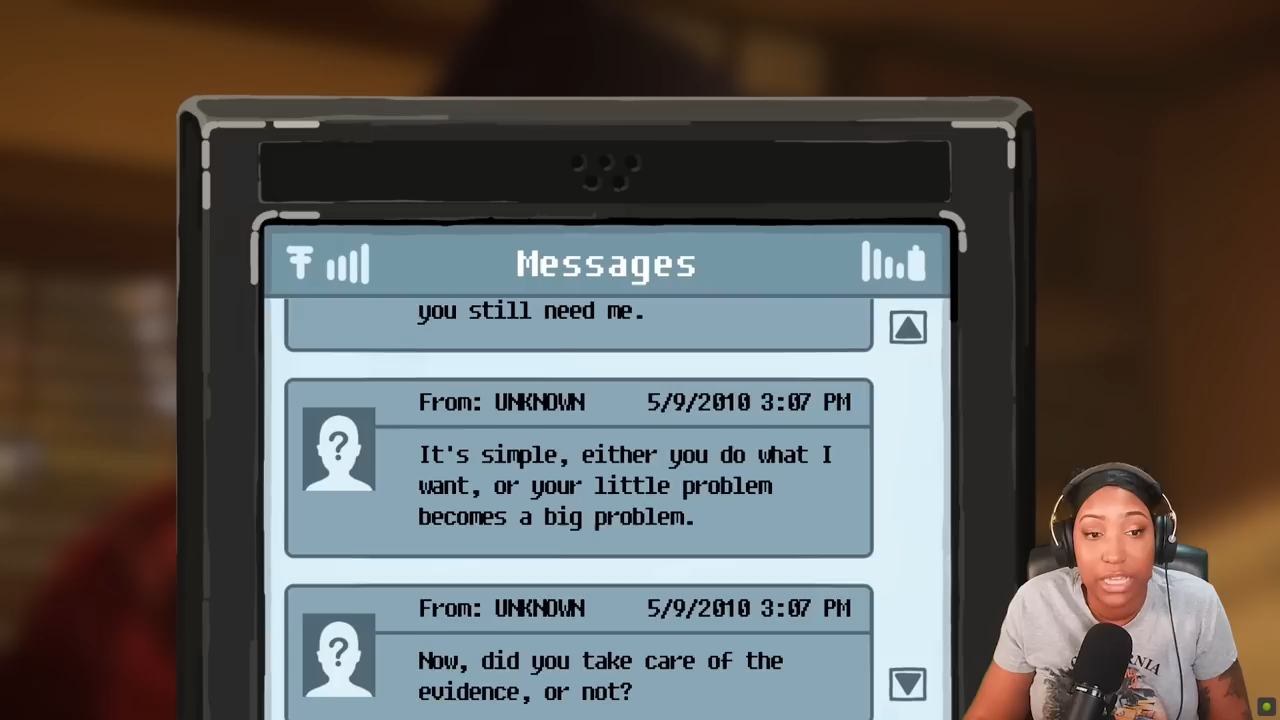 Messages
you still need me.
From: UNKNOWN 5/9/2010 3:07 PM
It's simple, either you do what I
want, or your little problem
becomes a big problem.
From: UNKNOWN 5/9/2010 3:07 PM
Now, did you take care of the
evidence, or not?